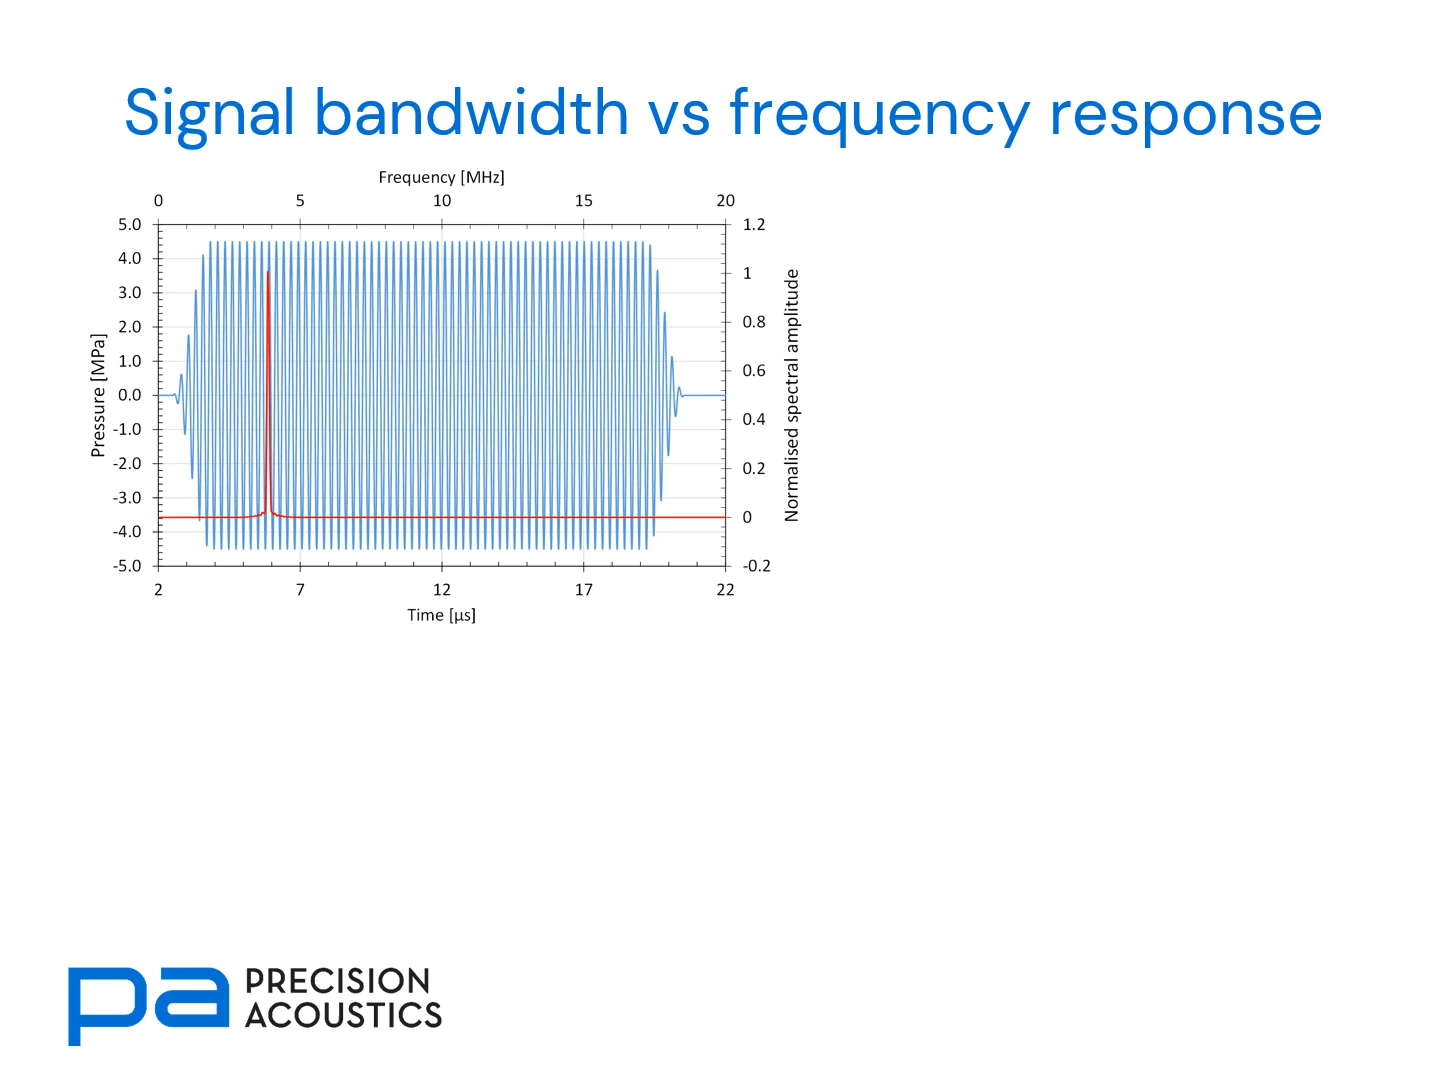 Signal bandwidth vs frequency response
Frequency [MHz]
0 5 10 15 20
5.0 1.2
4.0 1
3.0 0.8
2.0 0.6
1.0 0.4
0.0 0.2
-1.0 0
-2.0 -0.2
-3.0
-4.0
-5.0
Pressure [MPa]
Normalised spectral amplitude
2 7 12 17 22
Time [µs]
pa PRECISION
ACOUSTICS